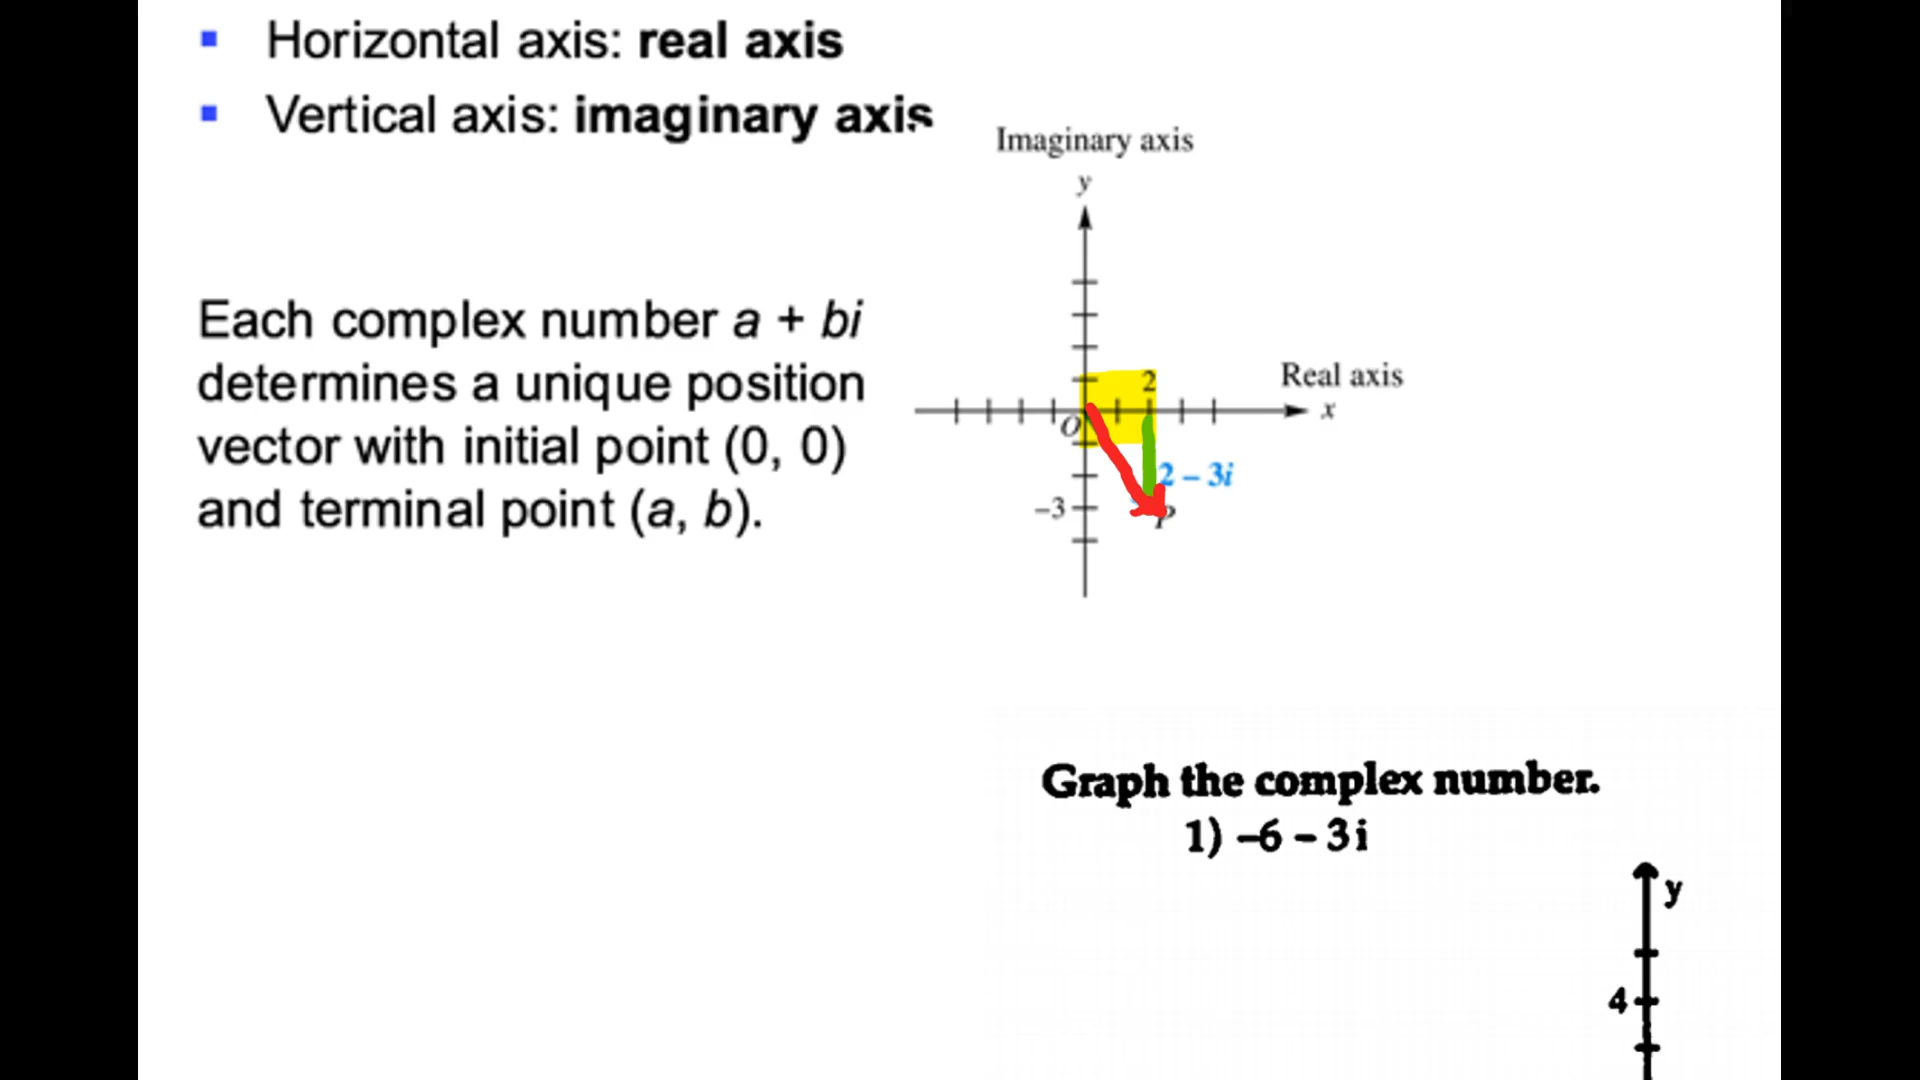 Horizontal axis: real axis
Vertical axis: imaginary axis
Imaginary axis
y
Each complex number a + bi
determines a unique position
vector with initial point (0, 0)
and terminal point (a, b).
2
Real axis
x
O
2 – 3i
–3
P
Graph the complex number.
1) –6 – 3i
y
4